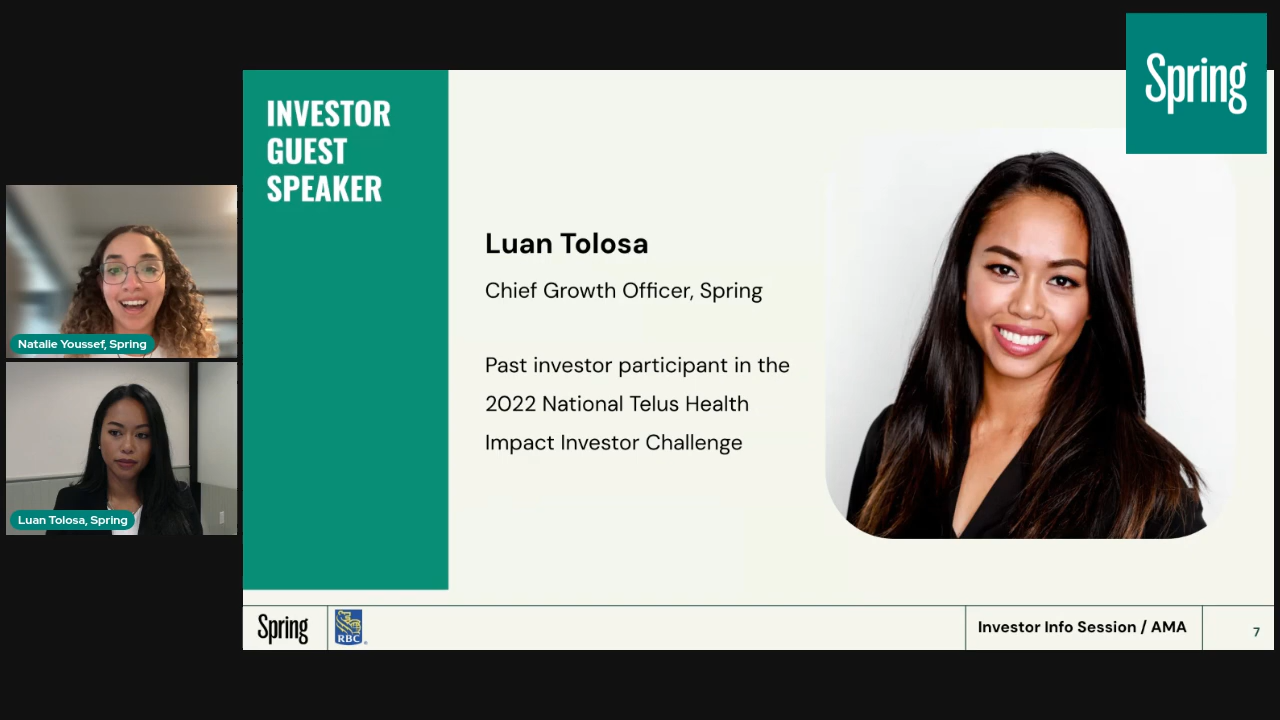 Spring
INVESTOR
GUEST
SPEAKER
Luan Tolosa
Chief Growth Officer, Spring
Past investor participant in the
2022 National Telus Health
Impact Investor Challenge
Natalie Youssef, Spring
Luan Tolosa, Spring
Spring
RBC
Investor Info Session / AMA
7